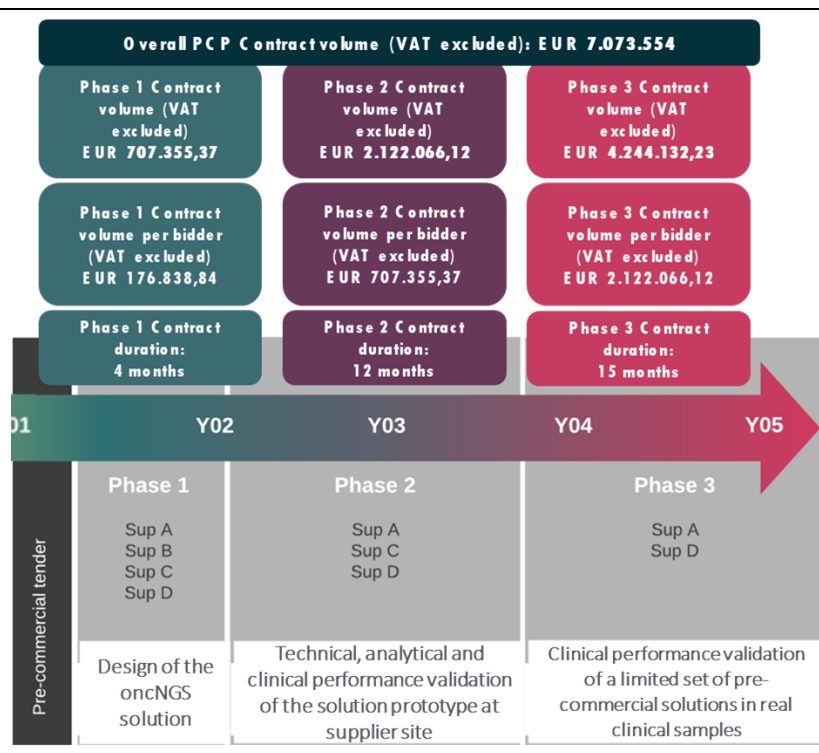 Overall PCP Contract volume (VAT excluded): EUR 7.073.554
Phase 1 Contract
volume (VAT
excluded)
EUR 707.355,37
Phase 2 Contract
volume (VAT
excluded)
EUR 2.122.066,12
Phase 3 Contract
volume (VAT
excluded)
EUR 4.244.132,23
Phase 1 Contract
volume per bidder
(VAT excluded)
EUR 176.838,84
Phase 2 Contract
volume per bidder
(VAT excluded)
EUR 707.355,37
Phase 3 Contract
volume per bidder
(VAT excluded)
EUR 2.122.066,12
Phase 1 Contract
duration:
4 months
Phase 2 Contract
duration:
12 months
Phase 3 Contract
duration:
15 months
01
Y02
Y03
Y04
Y05
Pre-commercial tender
Phase 1
Sup A
Sup B
Sup C
Sup D
Design of the
oncNGS
solution
Phase 2
Sup A
Sup C
Sup D
Technical, analytical and
clinical performance validation
of the solution prototype at
supplier site
Phase 3
Sup A
Sup D
Clinical performance validation
of a limited set of pre-
commercial solutions in real
clinical samples